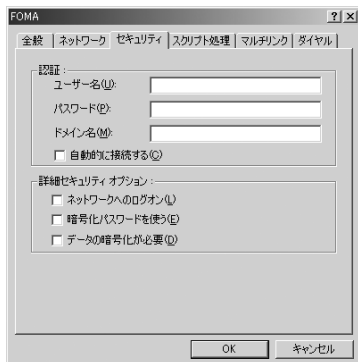 FOMA
全般 ネットワーク セキュリティ スクリプト処理 マルチリンク ダイヤル
認証：
ユーザー名(U):
パスワード(P):
ドメイン名(M):
自動的に接続する(C)
詳細セキュリティ オプション：
ネットワークへのログオン(L)
暗号化パスワードを使う(E)
データの暗号化が必要(D)
OK キャンセル